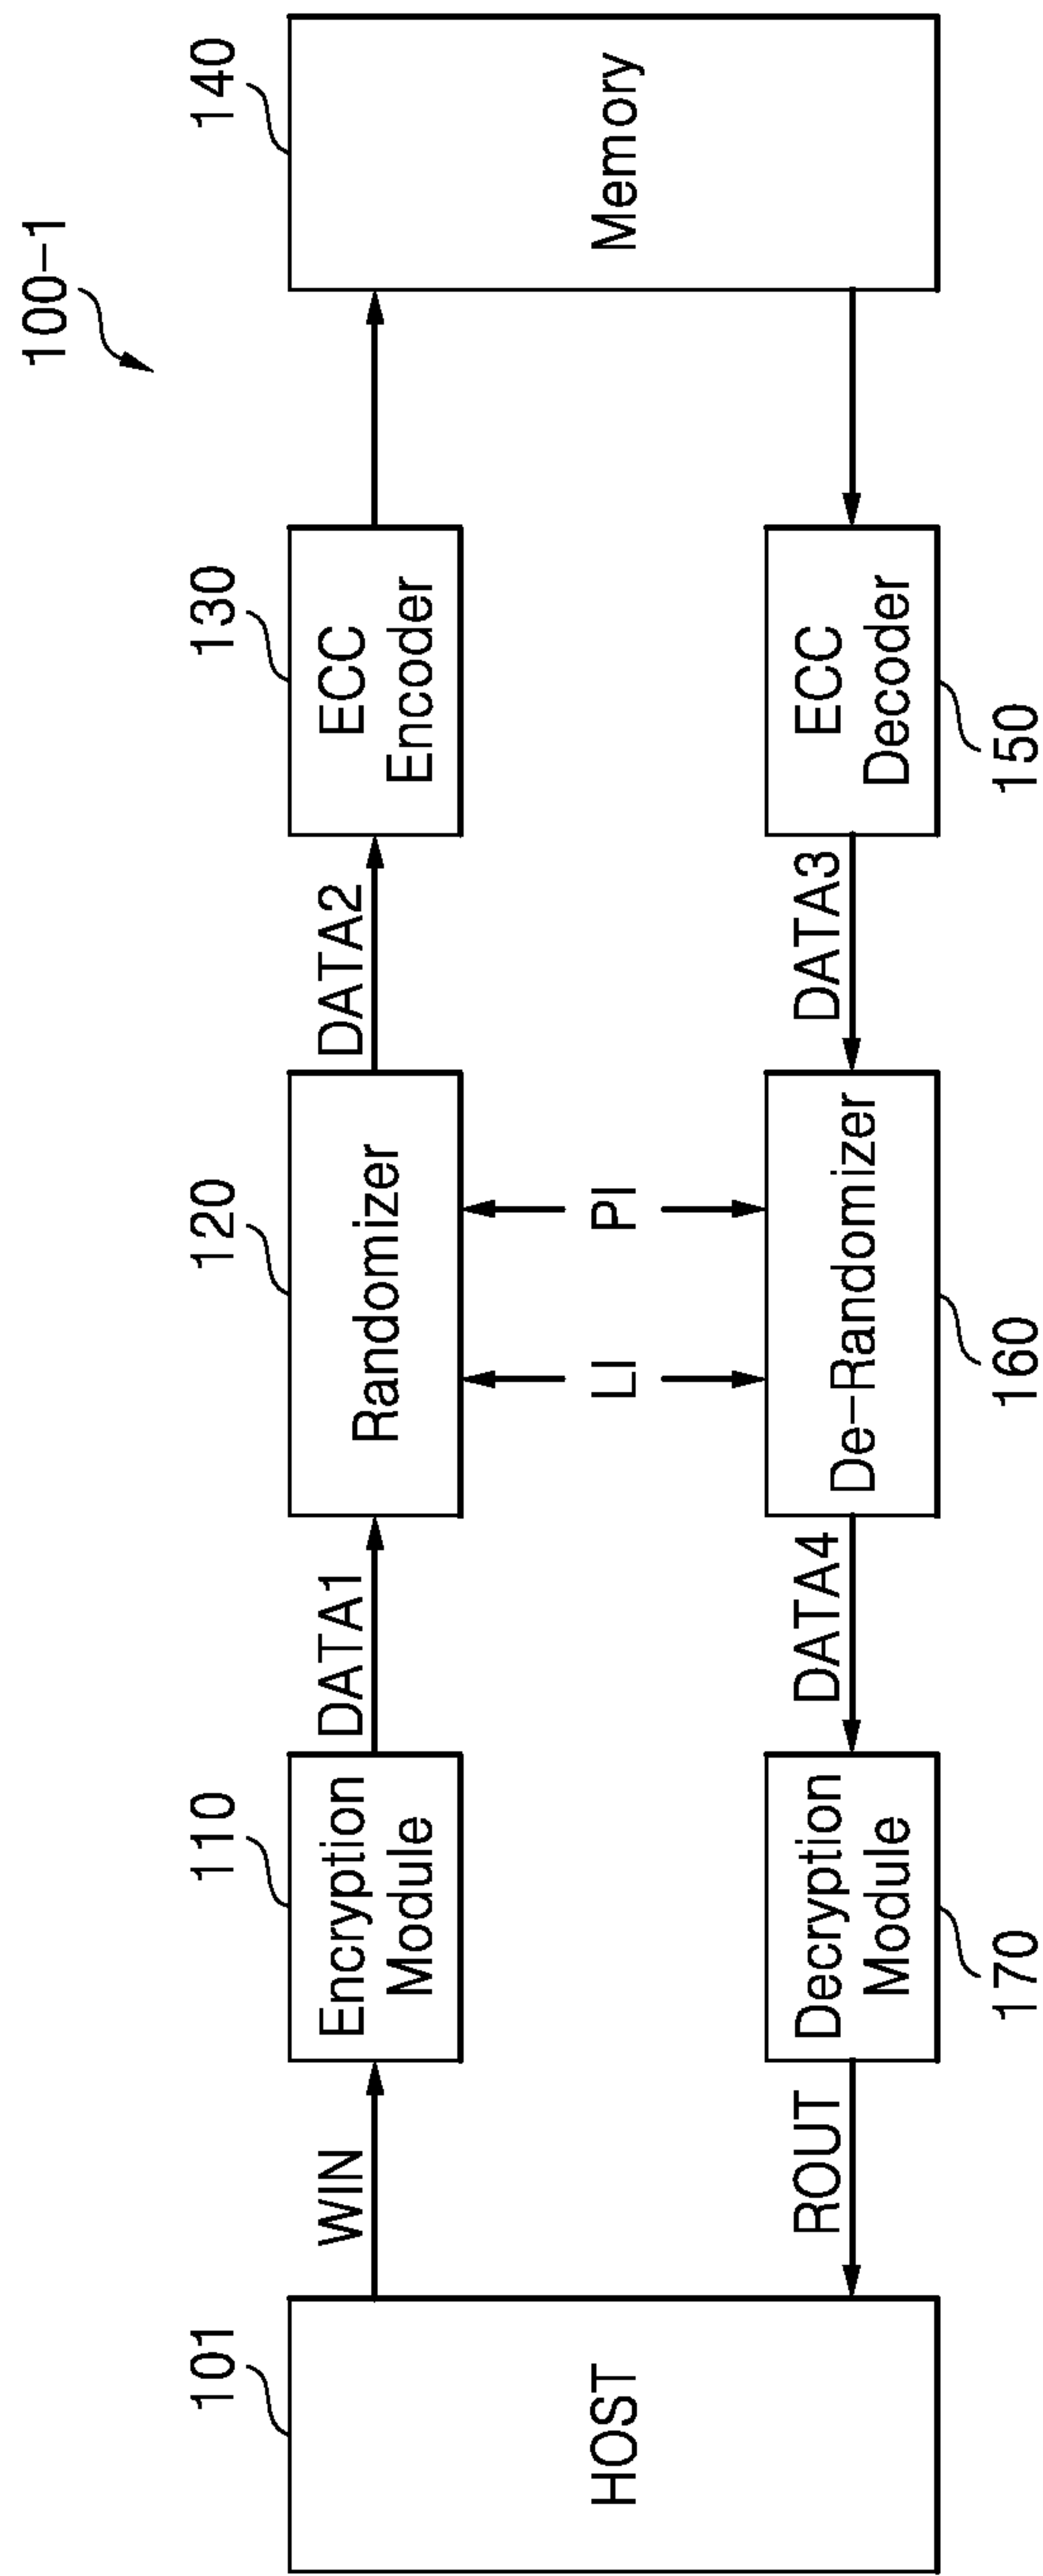 100-1
101
HOST
WIN
110
Encryption
Module
DATA1
120
Randomizer
DATA2
130
ECC
Encoder
140
Memory
LI
PI
ROUT
Decryption
Module
170
DATA4
De-Randomizer
160
DATA3
ECC
Decoder
150